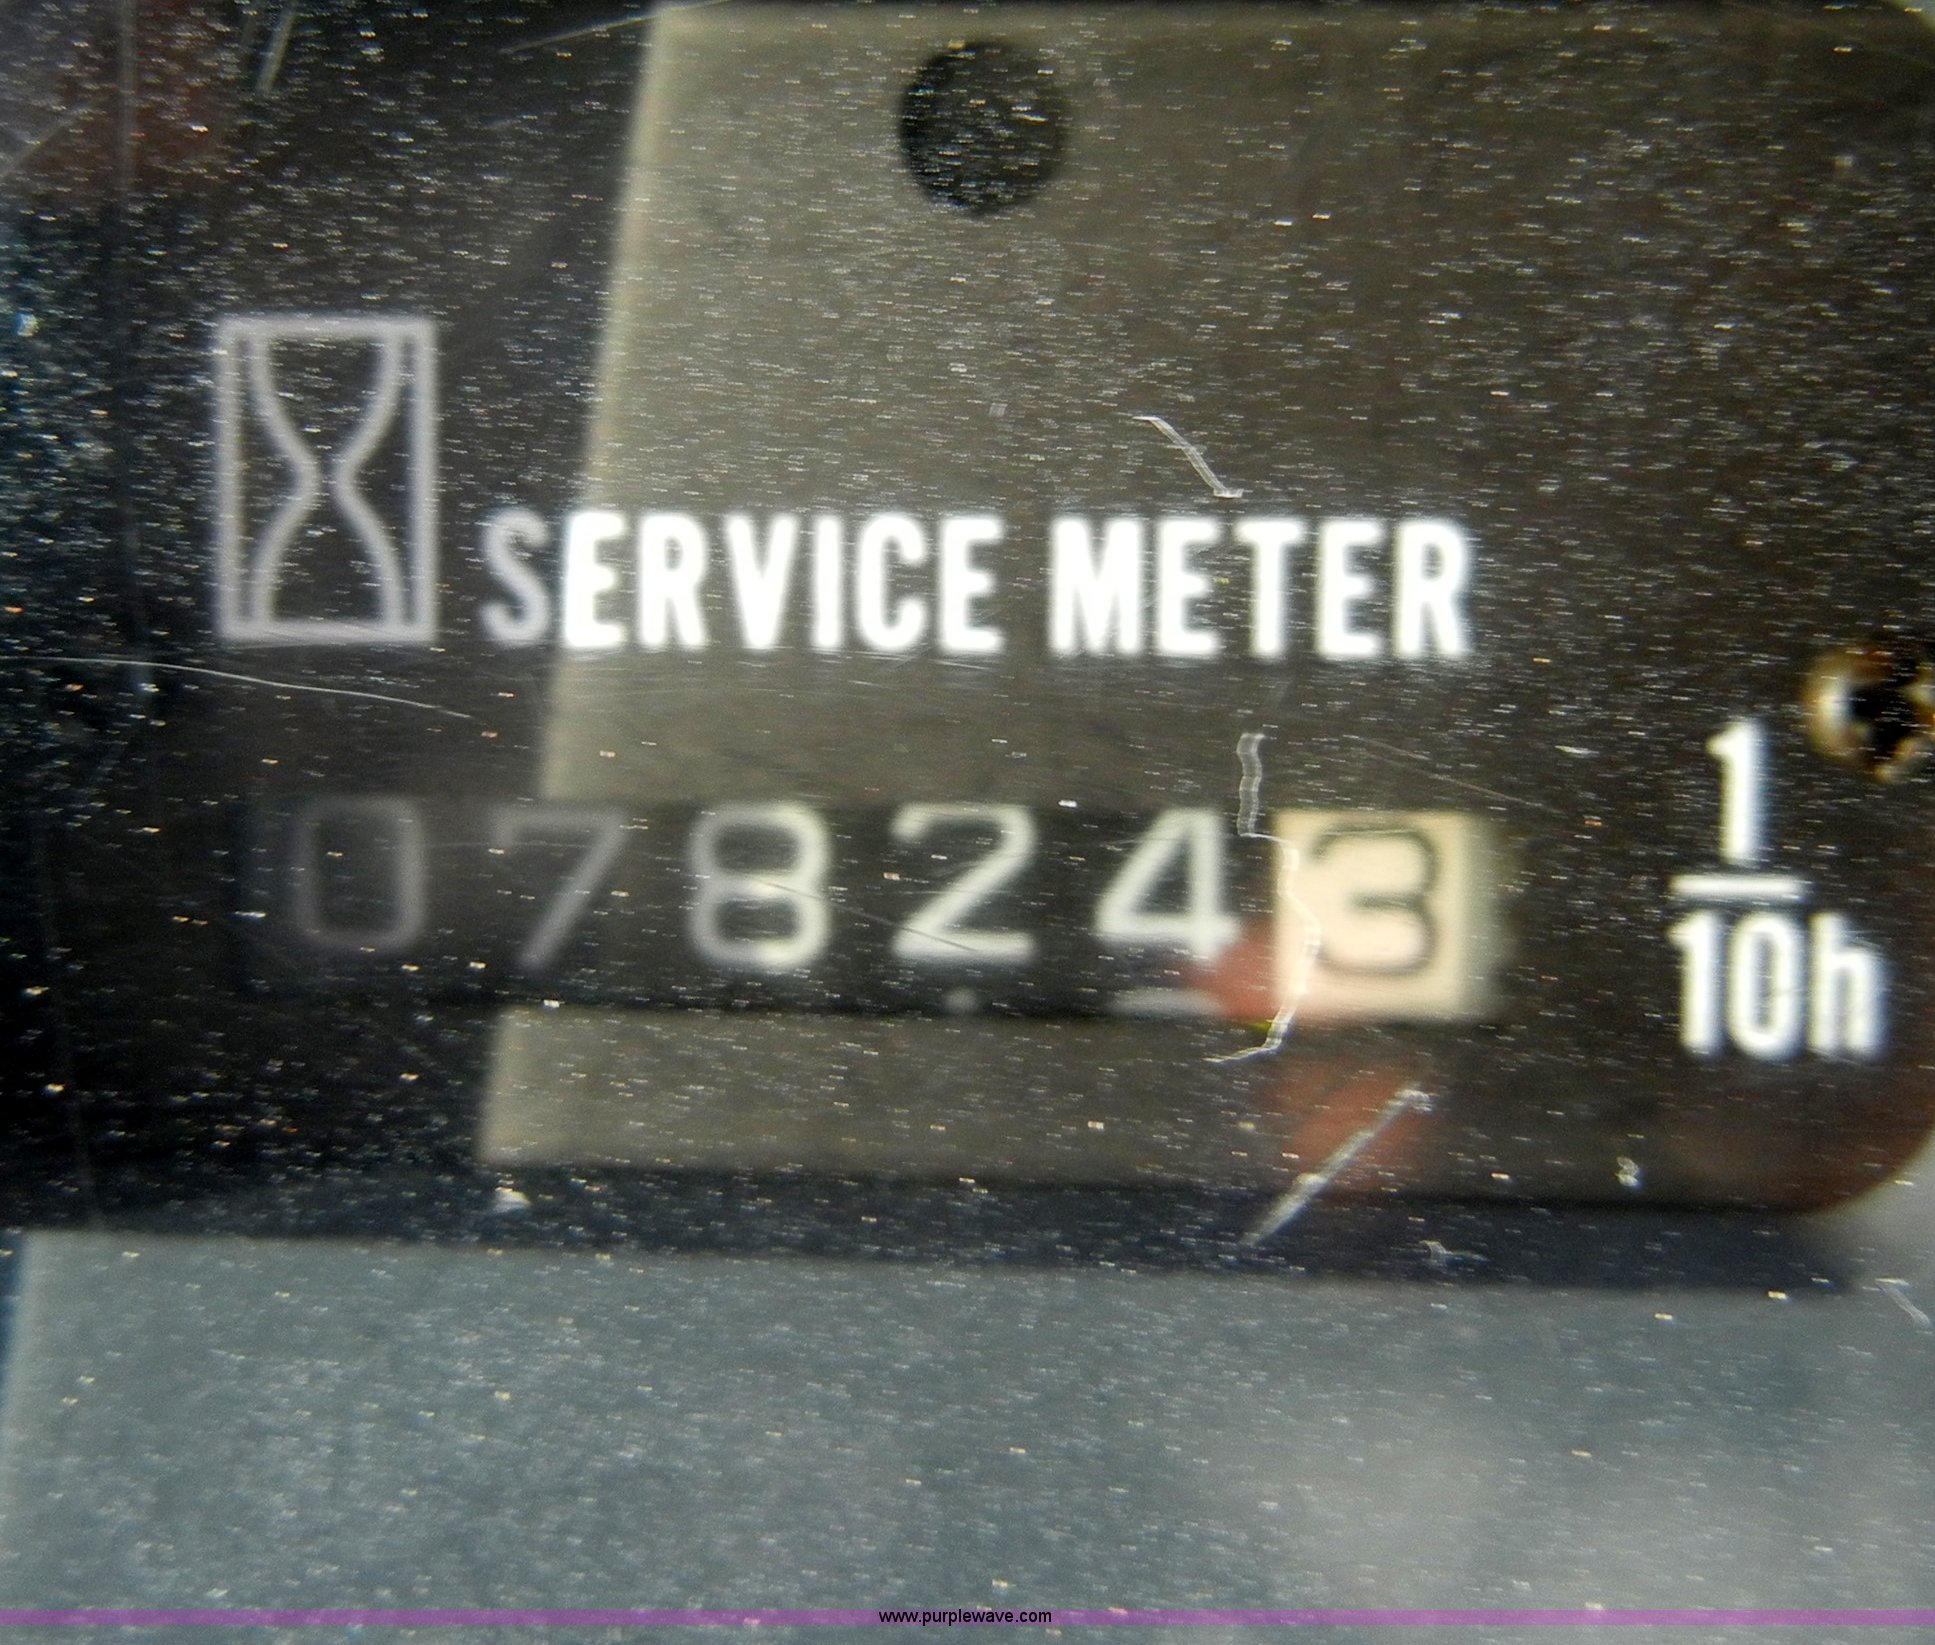 SERVICE METER
078243
1
10h
www.purplewave.com